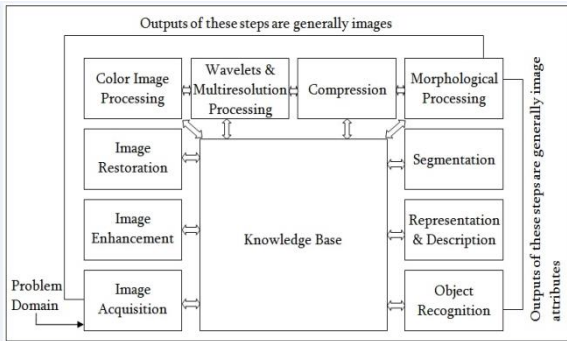 Outputs of these steps are generally images
Color Image
Processing
Wavelets &
Multiresolution
Processing
Compression
Morphological
Processing
Image
Restoration
Segmentation
Image
Enhancement
Knowledge Base
Representation
& Description
Problem
Domain
Image
Acquisition
Object
Recognition
Outputs of these steps are generally image
attributes